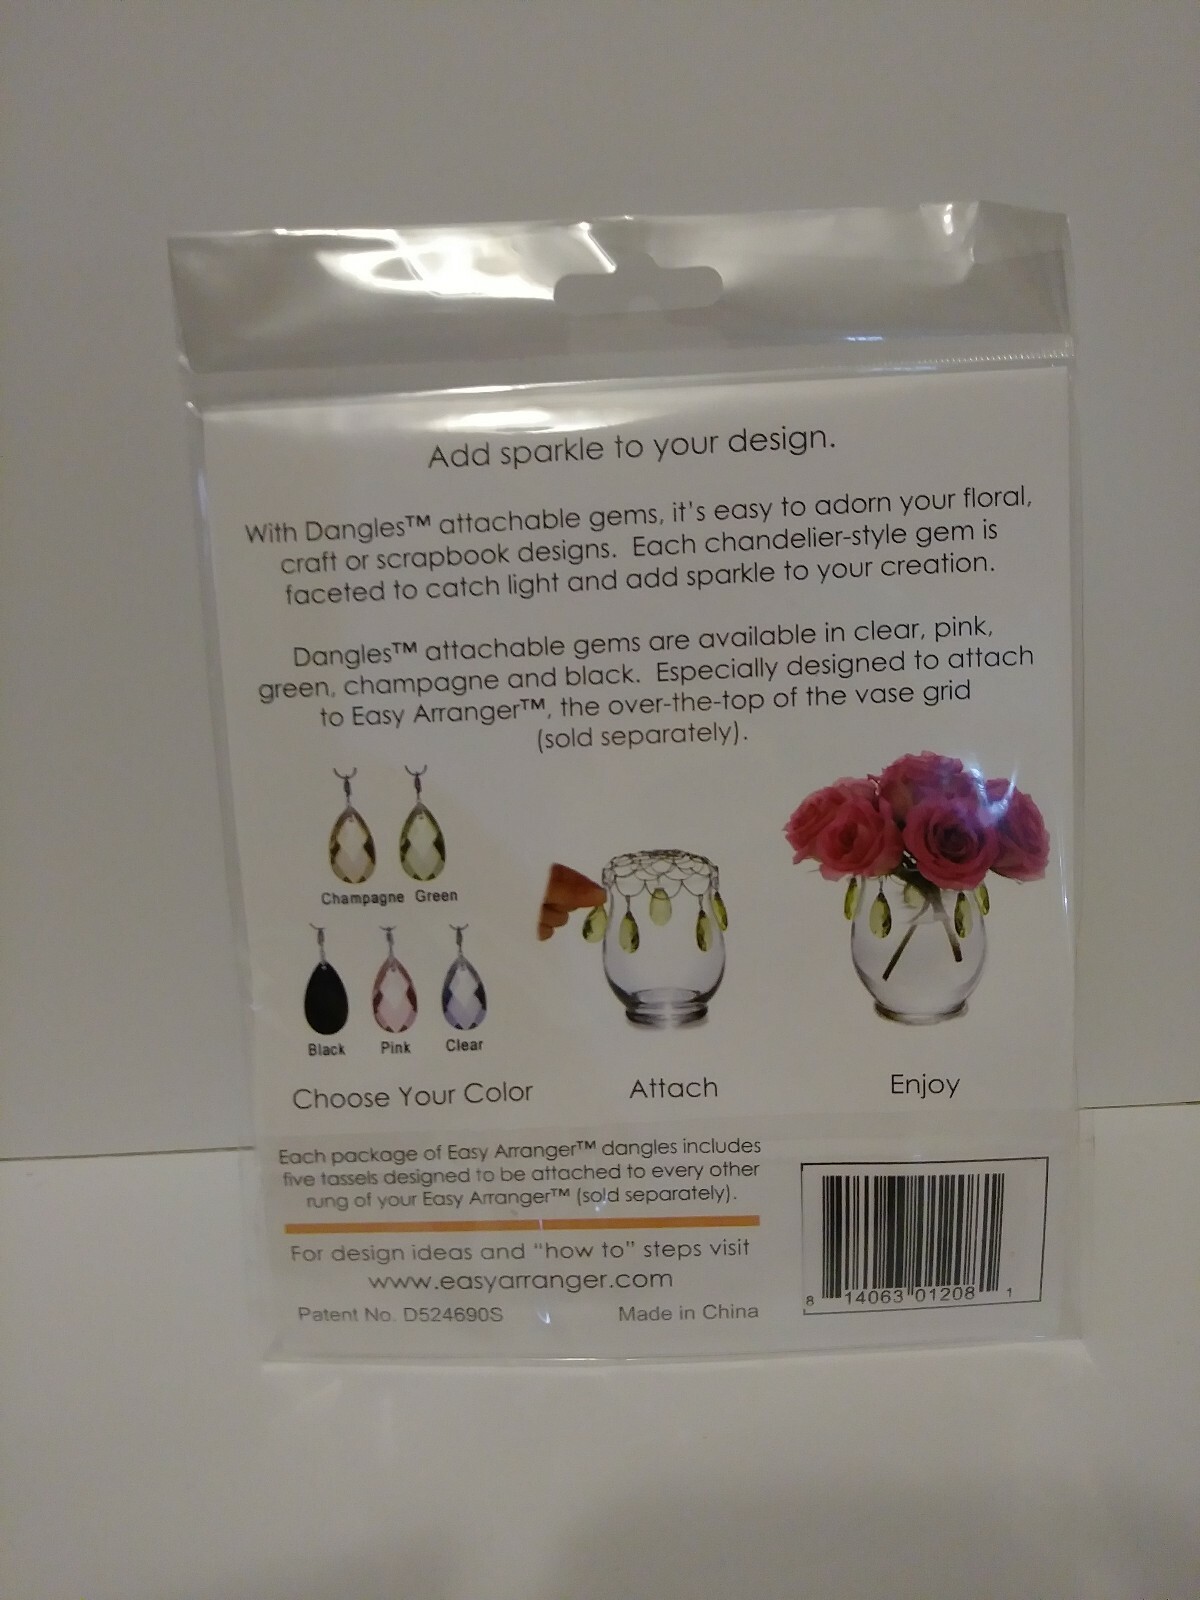 Add sparkle to your design.
With Dangles™ attachable gems, it's easy to adorn your floral,
craft or scrapbook designs. Each chandelier-style gem is
faceted to catch light and add sparkle to your creation.
Dangles™ attachable gems are available in clear, pink,
green, champagne and black. Especially designed to attach
to Easy Arranger™, the over-the-top of the vase grid
(sold separately).
Champagne Green
Black Pink Clear
Choose Your Color
Attach
Enjoy
Each package of Easy Arranger™ dangles includes
five tassels designed to be attached to every other
rung of your Easy Arranger™ (sold separately).
For design ideas and "how to" steps visit
www.easyarranger.com
Patent No. D524690S Made in China
8 14063 01208 1